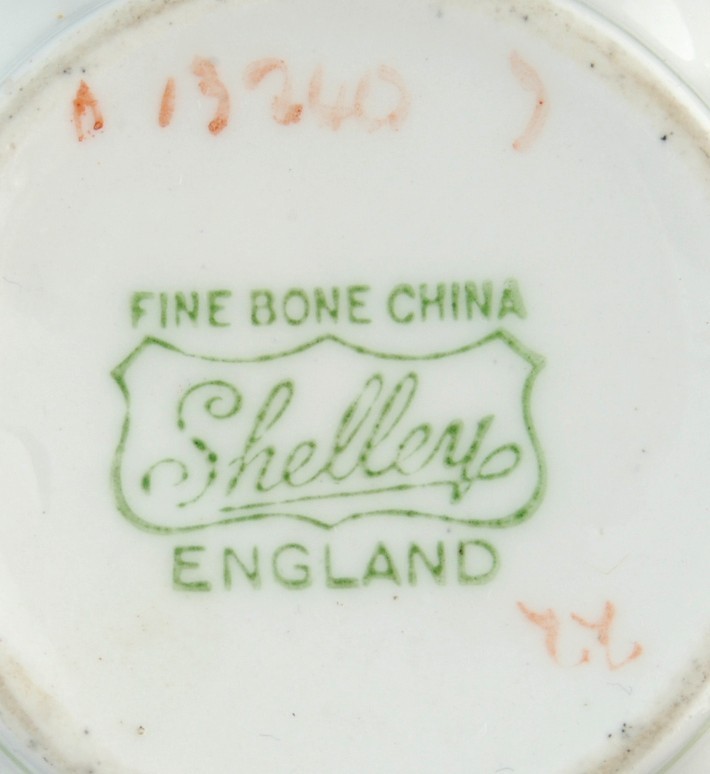 13240
FINE BONE CHINA
Shelley
ENGLAND